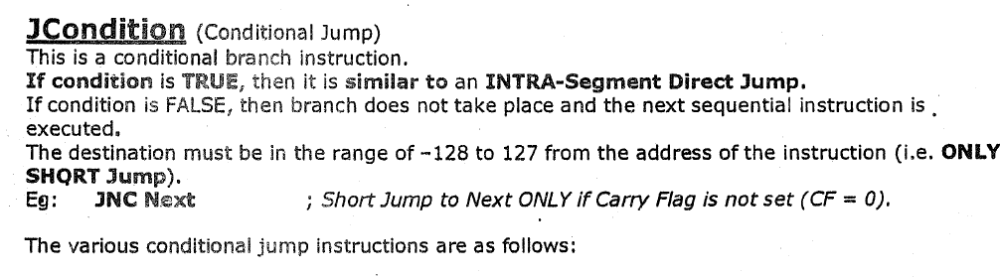 JCondition (Conditional Jump)
This is a conditional branch instruction.
If condition is TRUE, then it is similar to an INTRA-Segment Direct Jump.
If condition is FALSE, then branch does not take place and the next sequential instruction is
executed.
The destination must be in the range of –128 to 127 from the address of the instruction (i.e. ONLY
SHORT Jump).
Eg: JNC Next ; Short Jump to Next ONLY if Carry Flag is not set (CF = 0).
The various conditional jump instructions are as follows: